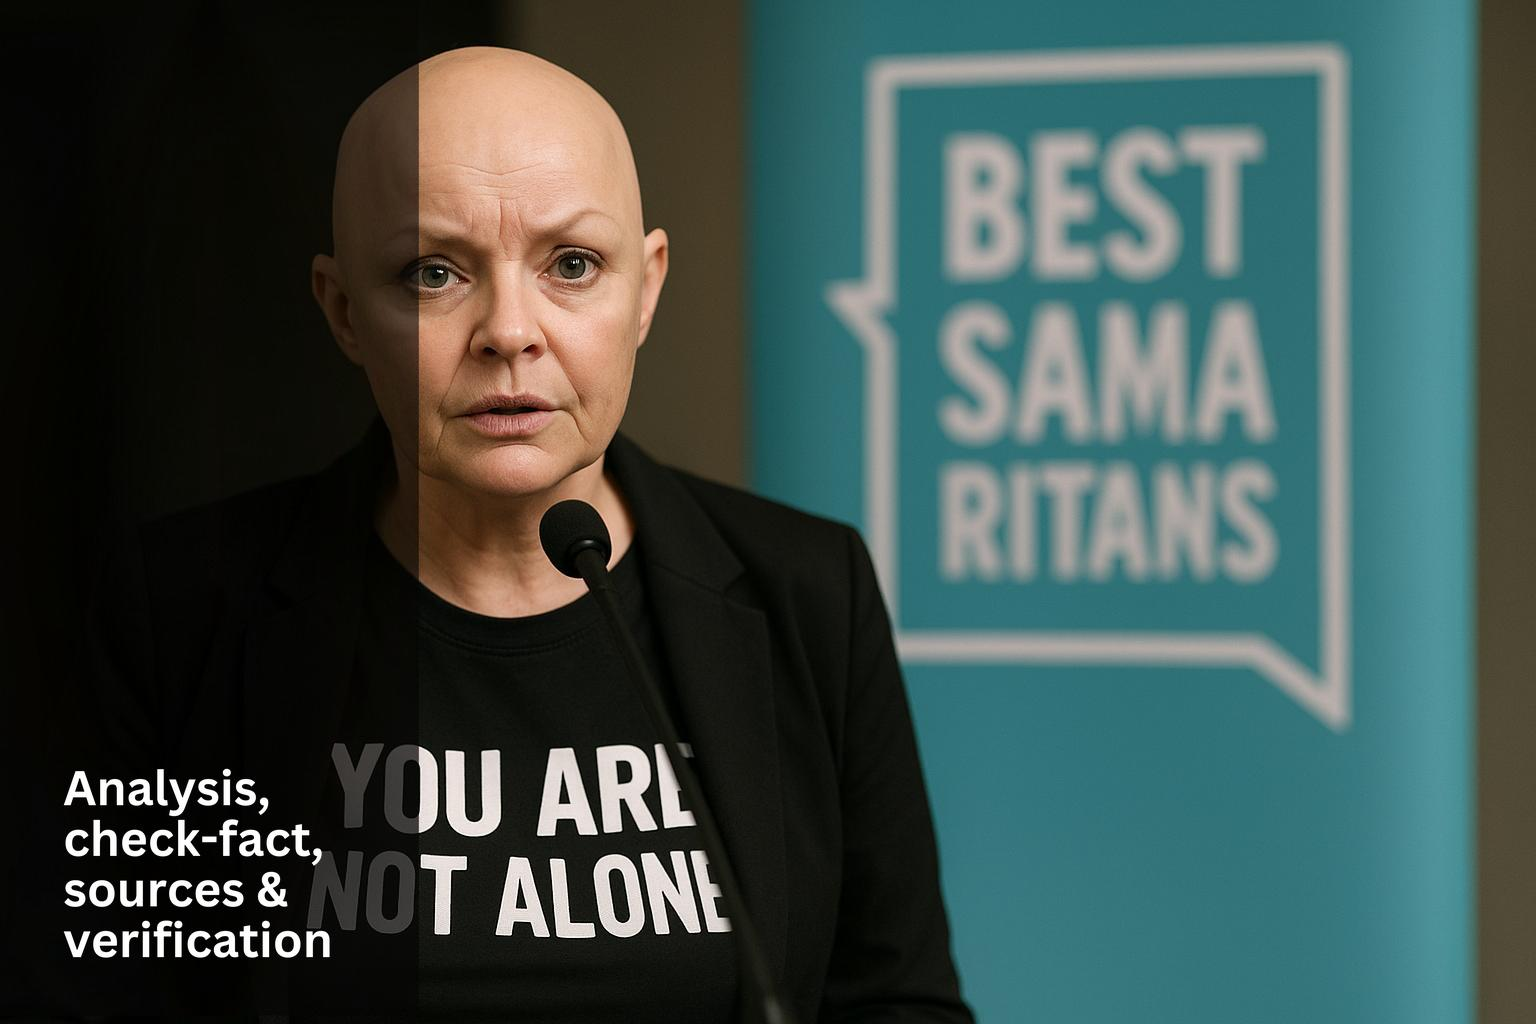 BEST
SAMA
RITANS
YOU ARE
NOT ALONE
Analysis,
check-fact,
sources &
verification